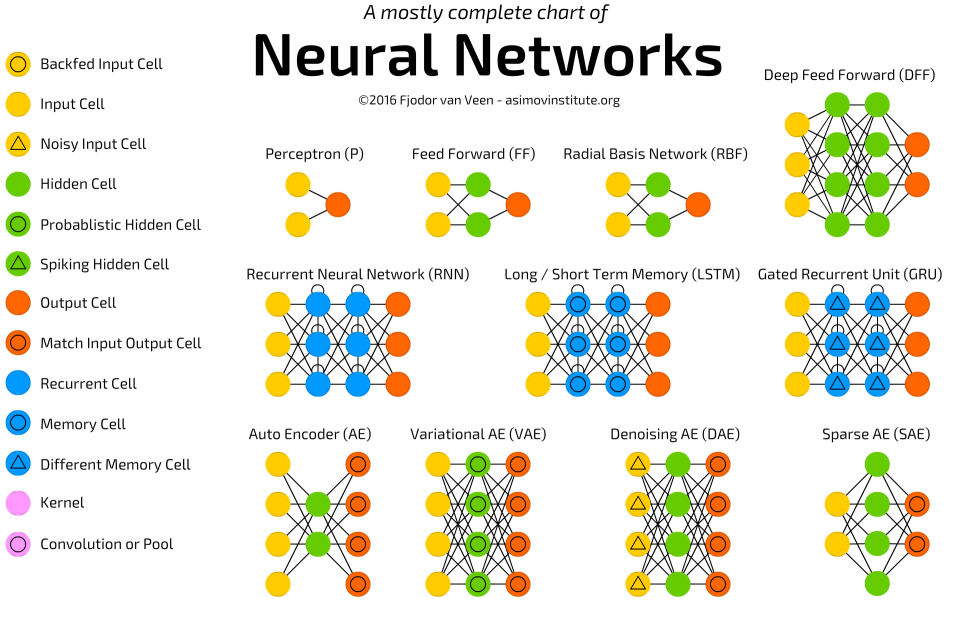 A mostly complete chart of
Neural Networks
©2016 Fjodor van Veen - asimovinstitute.org
Backfed Input Cell
Input Cell
Noisy Input Cell
Hidden Cell
Probablistic Hidden Cell
Spiking Hidden Cell
Output Cell
Match Input Output Cell
Recurrent Cell
Memory Cell
Different Memory Cell
Kernel
Convolution or Pool
Deep Feed Forward (DFF)
Perceptron (P)
Feed Forward (FF)
Radial Basis Network (RBF)
Recurrent Neural Network (RNN)
Long / Short Term Memory (LSTM)
Gated Recurrent Unit (GRU)
Auto Encoder (AE)
Variational AE (VAE)
Denoising AE (DAE)
Sparse AE (SAE)